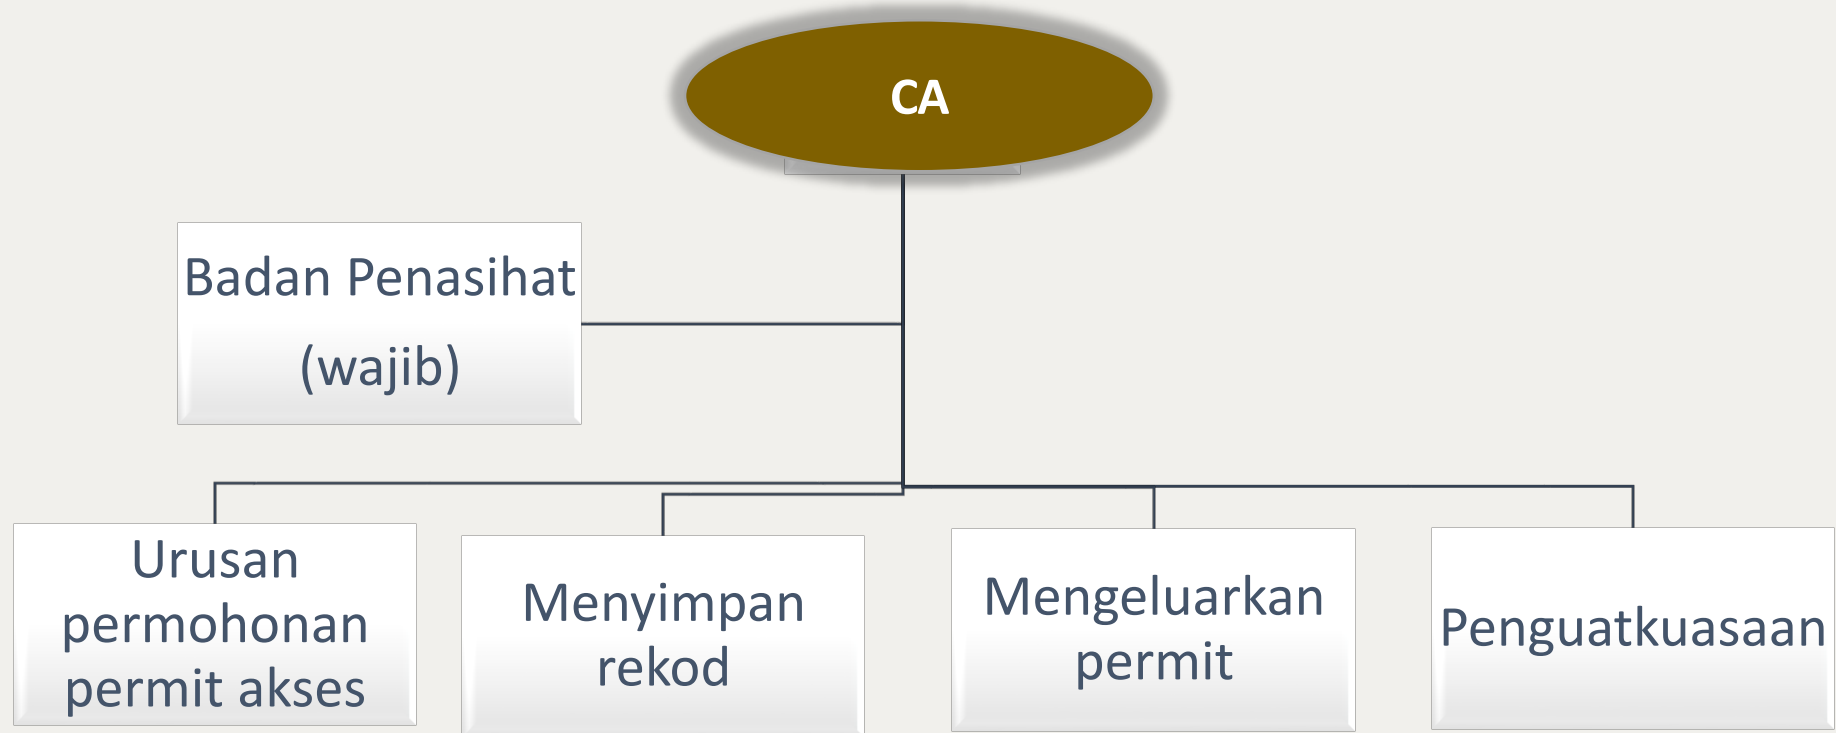 CA
Badan Penasihat
(wajib)
Urusan
permohonan
permit akses
Menyimpan
rekod
Mengeluarkan
permit
Penguatkuasaan